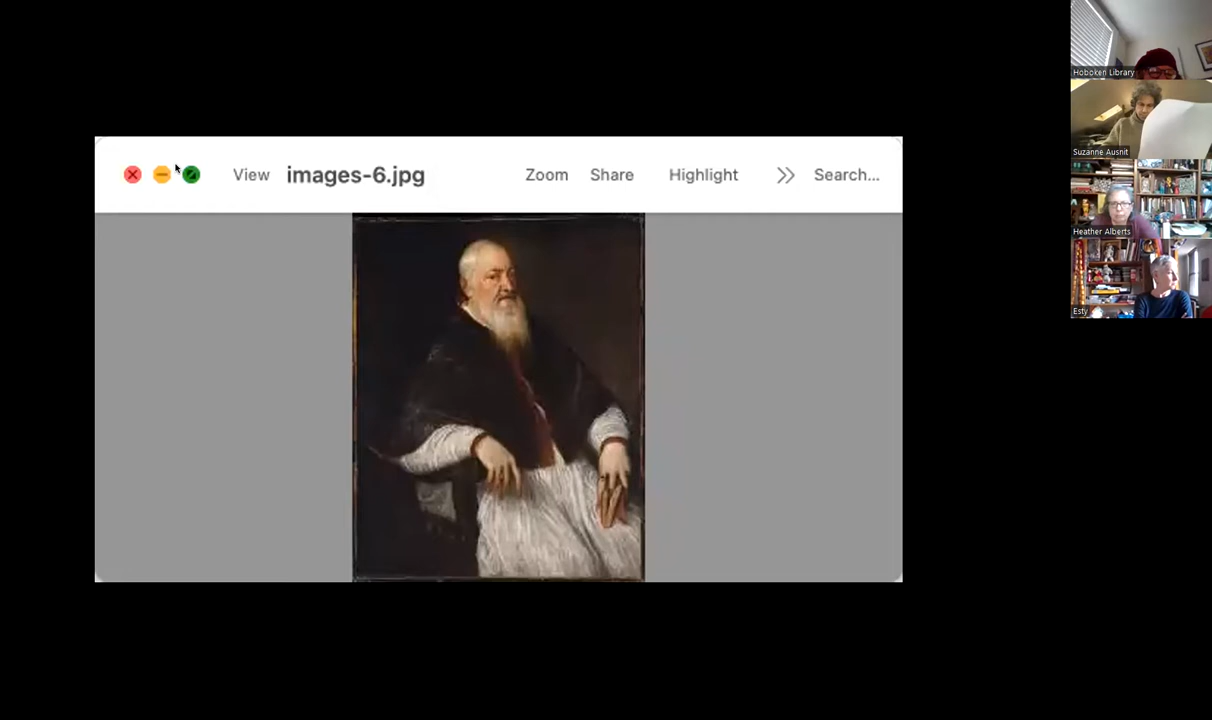 View images-6.jpg Zoom Share Highlight Search...
Hoboken Library
Suzanne Ausnit
Heather Alberts
Esty